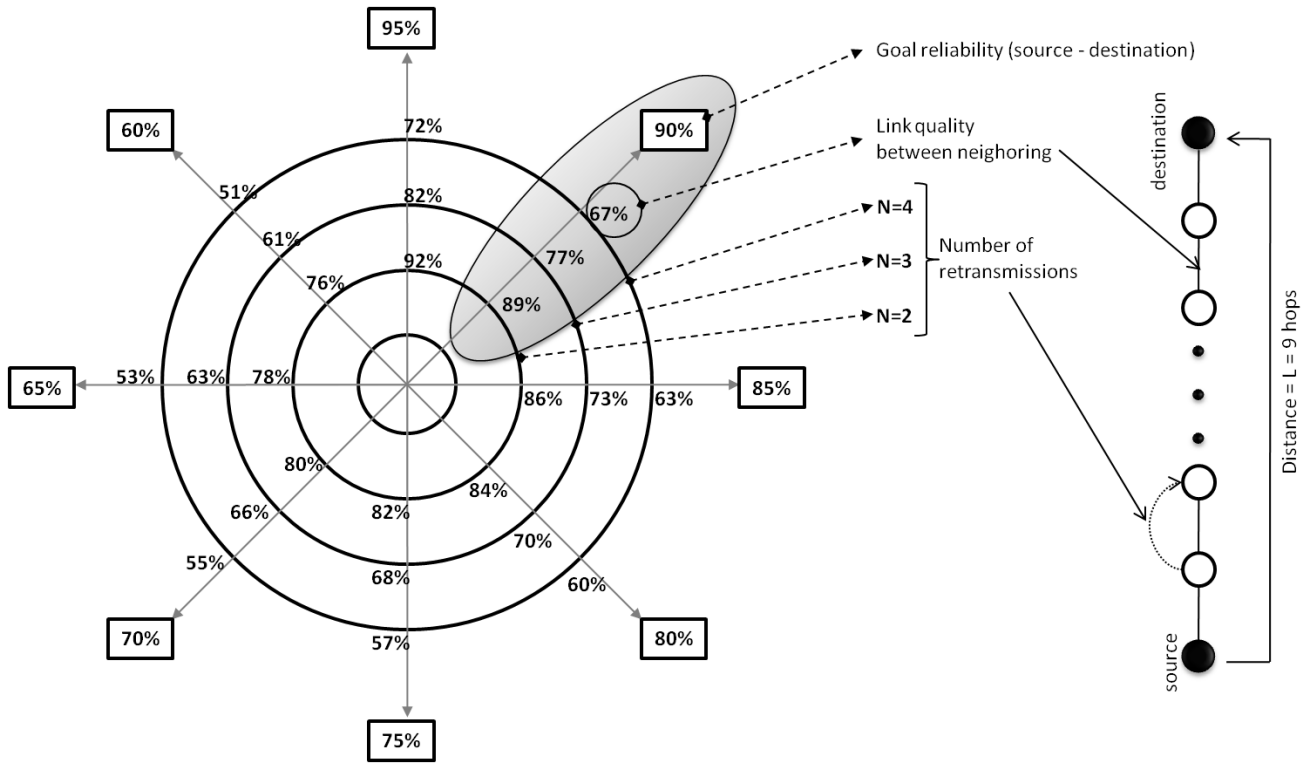 95%
Goal reliability (source - destination)
60%
90%
72%
Link quality
between neighoring
destination
51%
82%
67%
N=4
61%
77%
N=3
Number of
retransmissions
92%
76%
89%
N=2
65%
53%
63%
78%
86%
73%
63%
85%
Distance = L = 9 hops
80%
84%
66%
82%
70%
55%
68%
60%
70%
57%
80%
source
75%